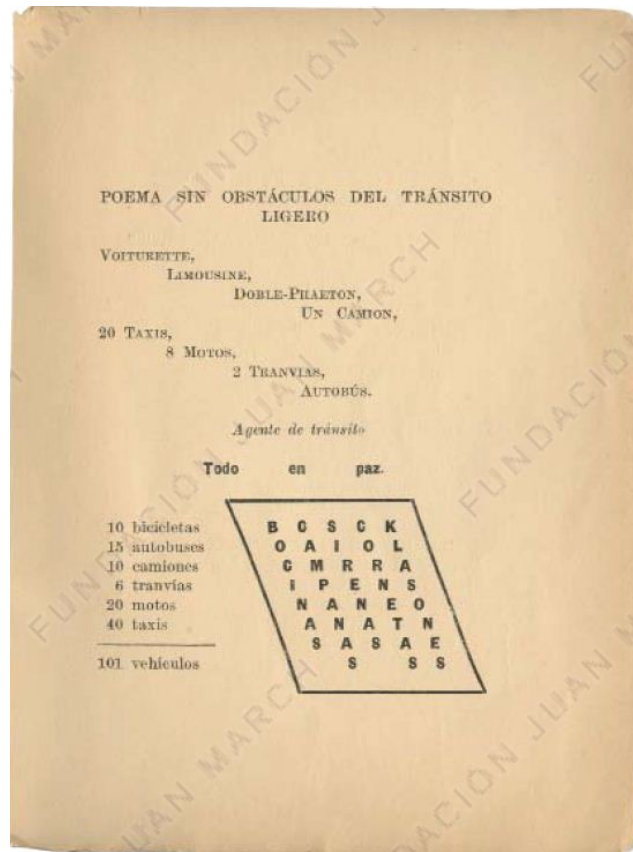 POEMA SIN OBSTÁCULOS DEL TRÁNSITO
LIGERO
VOITURETTE,
LIMOUSINE,
DOBLE-PHAETON,
UN CAMION,
20 TAXIS,
8 MOTOS,
2 TRANVIAS,
AUTOBÚS.
Agente de tránsito
Todo en paz.
10 bicicletas
15 autobuses
10 camiones
6 tranvías
20 motos
40 taxis
101 vehículos
B C S C K
O A I O L
C M R R A
i P E N S
N A N E O
A N A T N
S A S A E
S S S
FUNDACIÓN JUAN MARCH